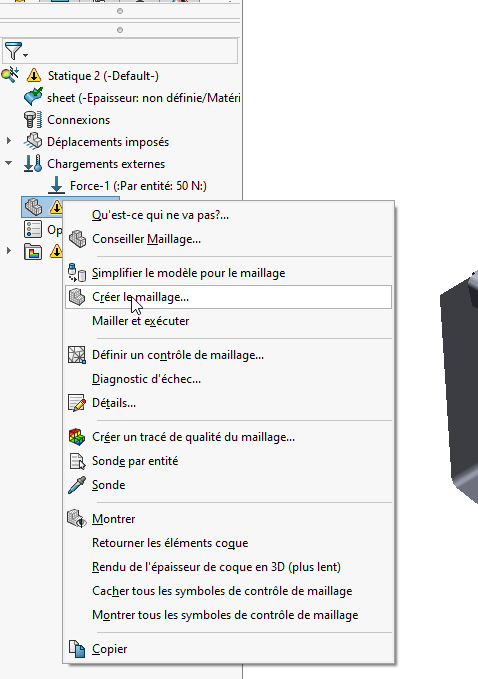 Statique 2 (-Default-)
sheet (-Epaisseur: non définie/Matéri
Connexions
Déplacements imposés
Chargements externes
Force-1 (:Par entité: 50 N:)
Op
Qu'est-ce qui ne va pas?...
Conseiller Maillage...
Simplifier le modèle pour le maillage
Créer le maillage...
Mailler et exécuter
Définir un contrôle de maillage...
Diagnostic d'échec...
Détails...
Créer un tracé de qualité du maillage...
Sonde par entité
Sonde
Montrer
Retourner les éléments coque
Rendu de l'épaisseur de coque en 3D (plus lent)
Cacher tous les symboles de contrôle de maillage
Montrer tous les symboles de contrôle de maillage
Copier